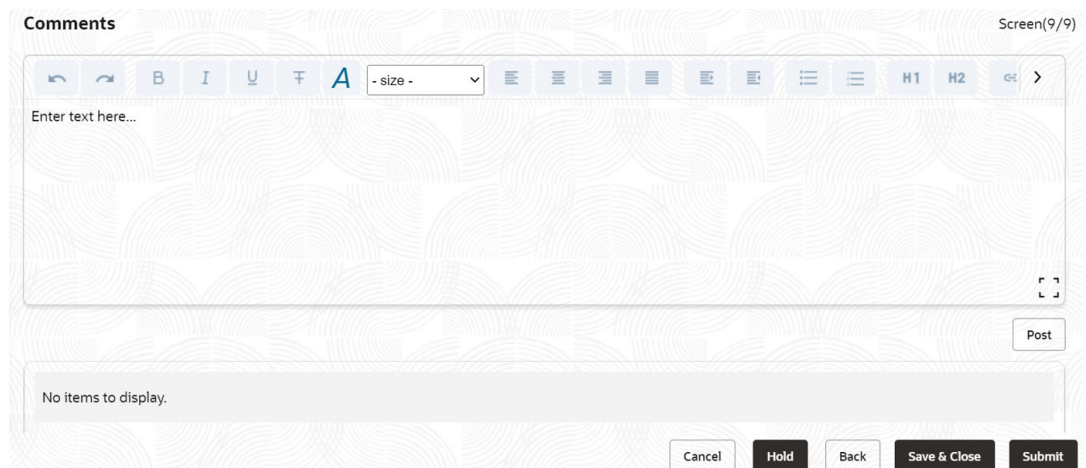 Comments Screen(9/9)
B I U T A - size - H1 H2
Enter text here...
Post
No items to display.
Cancel Hold Back Save & Close Submit